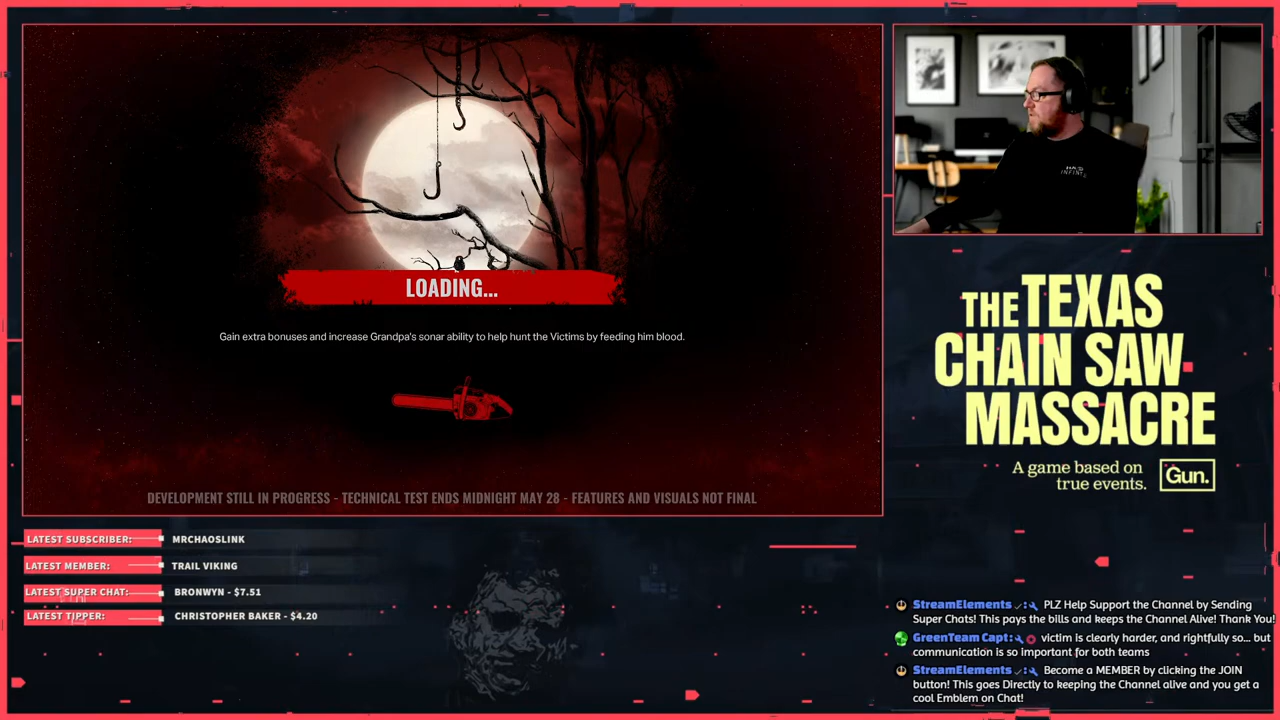 LOADING...
Gain extra bonuses and increase Grandpa's sonar ability to help hunt the Victims by feeding him blood.
DEVELOPMENT STILL IN PROGRESS - TECHNICAL TEST ENDS MIDNIGHT MAY 28 - FEATURES AND VISUALS NOT FINAL
HALO
INFINITE
THE TEXAS
CHAIN SAW
MASSACRE
A game based on
true events.
Gun.
LATEST SUBSCRIBER: MRCHAOSLINK
LATEST MEMBER: TRAIL VIKING
LATEST SUPER CHAT: BRONWYN - $7.51
LATEST TIPPER: CHRISTOPHER BAKER - $4.20
StreamElements : PLZ Help Support the Channel by Sending
Super Chats! This pays the bills and keeps the Channel Alive! Thank You!
GreenTeam Capt: victim is clearly harder, and rightfully so... but
communication is so important for both teams
StreamElements : Become a MEMBER by clicking the JOIN
button! This goes Directly to keeping the Channel alive and you get a
cool Emblem on Chat!